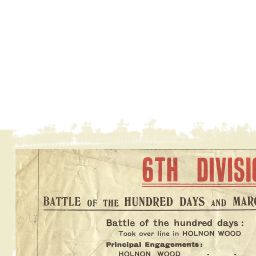 6TH DIVISI
BATTLE OF THE HUNDRED DAYS AND MAR
Battle of the hundred days:
Took over line in HOLNON WOOD
Principal Engagements:
HOLNON WOOD